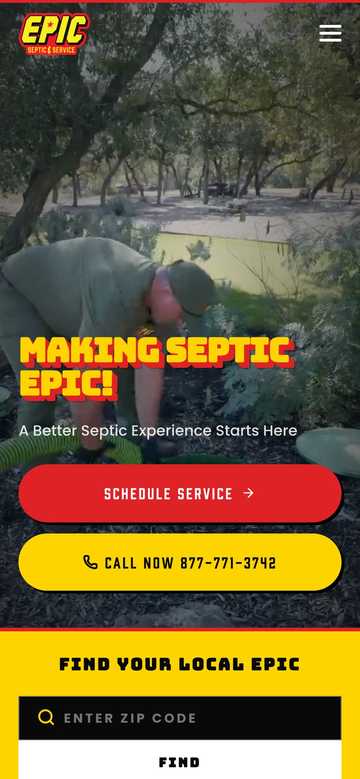 EPIC
SEPTIC & SERVICE
MAKING SEPTIC
EPIC!
A Better Septic Experience Starts Here
SCHEDULE SERVICE →
CALL NOW 877-771-3742
FIND YOUR LOCAL EPIC
ENTER ZIP CODE
FIND